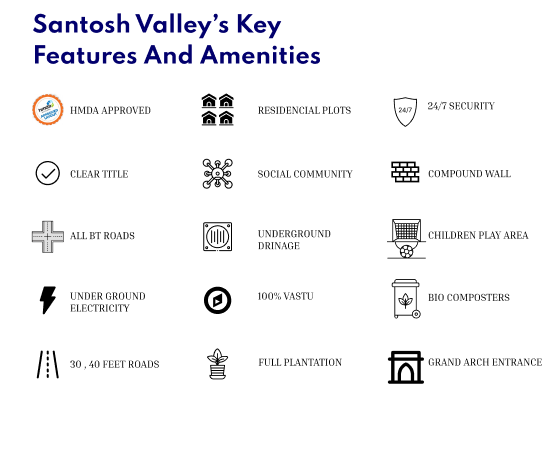 Santosh Valley's Key
Features And Amenities
HMDA APPROVED
RESIDENCIAL PLOTS
24/7
24/7 SECURITY
CLEAR TITLE
SOCIAL COMMUNITY
COMPOUND WALL
ALL BT ROADS
UNDERGROUND
DRINAGE
CHILDREN PLAY AREA
UNDER GROUND
ELECTRICITY
100% VASTU
BIO COMPOSTERS
30 , 40 FEET ROADS
FULL PLANTATION
GRAND ARCH ENTRANCE